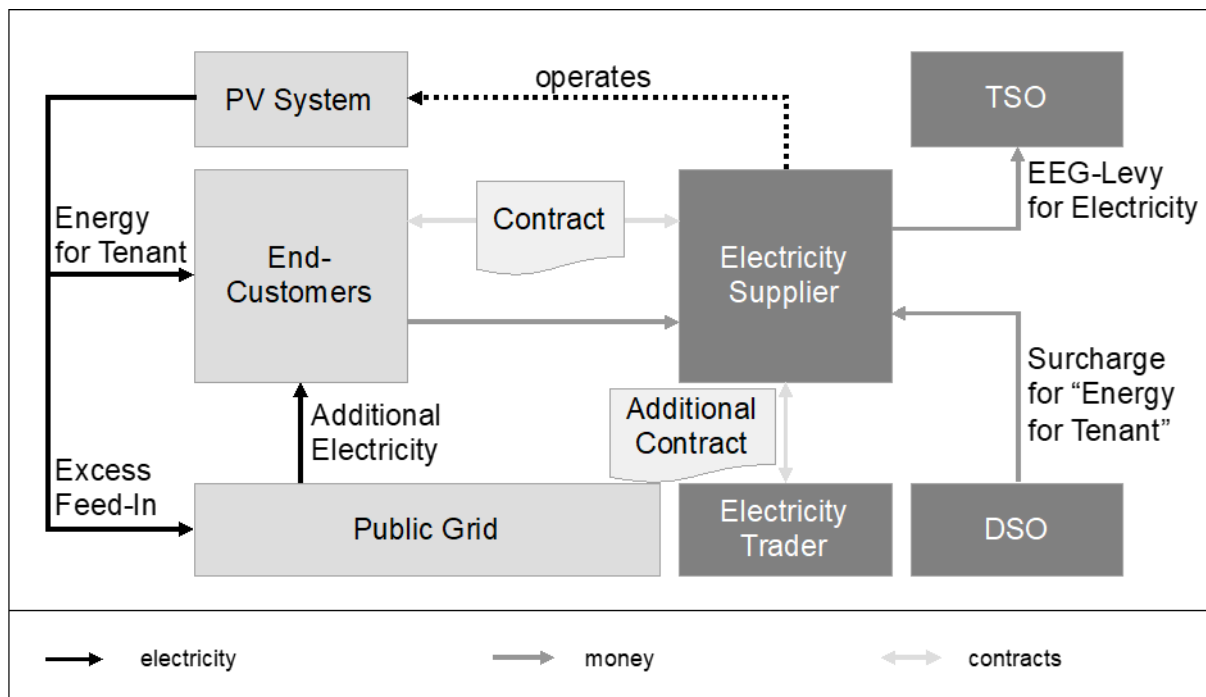 PV System
operates
TSO
EEG-Levy
for Electricity
Energy
for Tenant
End-
Customers
Contract
Electricity
Supplier
Additional
Electricity
Additional
Contract
Surcharge
for “Energy
for Tenant”
Excess
Feed-In
Public Grid
Electricity
Trader
DSO
electricity
money
contracts